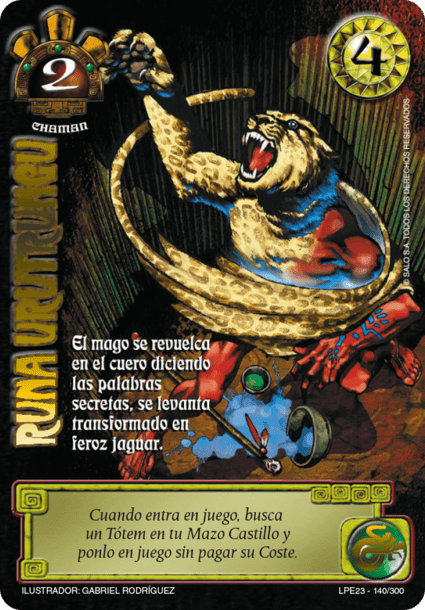 2
4
CHAMAN
RUNA URUTRUNGU
© SALO S.A. TODOS LOS DERECHOS RESERVADOS
El mago se revuelca
en el cuero diciendo
las palabras
secretas, se levanta
transformado en
feroz jaguar.
Cuando entra en juego, busca
un Tótem en tu Mazo Castillo y
ponlo en juego sin pagar su Coste.
ILUSTRADOR: GABRIEL RODRÍGUEZ
LPE23 - 140/300